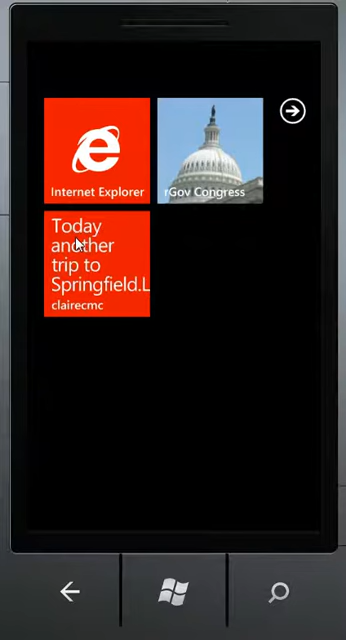 Internet Explorer
rGov Congress
Today
another
trip to
Springfield.L
clairecmc